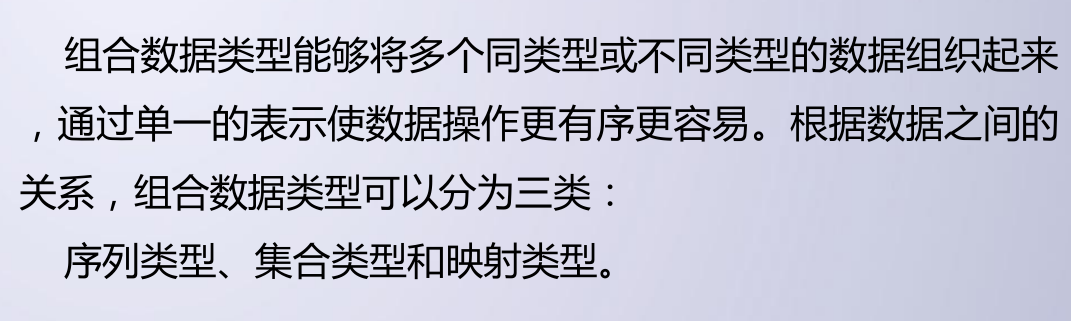 组合数据类型能够将多个同类型或不同类型的数据组织起来
，通过单一的表示使数据操作更有序更容易。根据数据之间的
关系，组合数据类型可以分为三类：
序列类型、集合类型和映射类型。